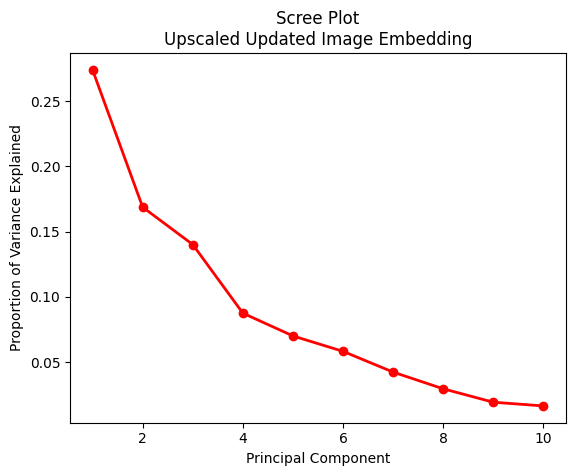 Scree Plot
Upscaled Updated Image Embedding
0.25
0.20
0.15
0.10
0.05
Proportion of Variance Explained
2 4 6 8 10
Principal Component